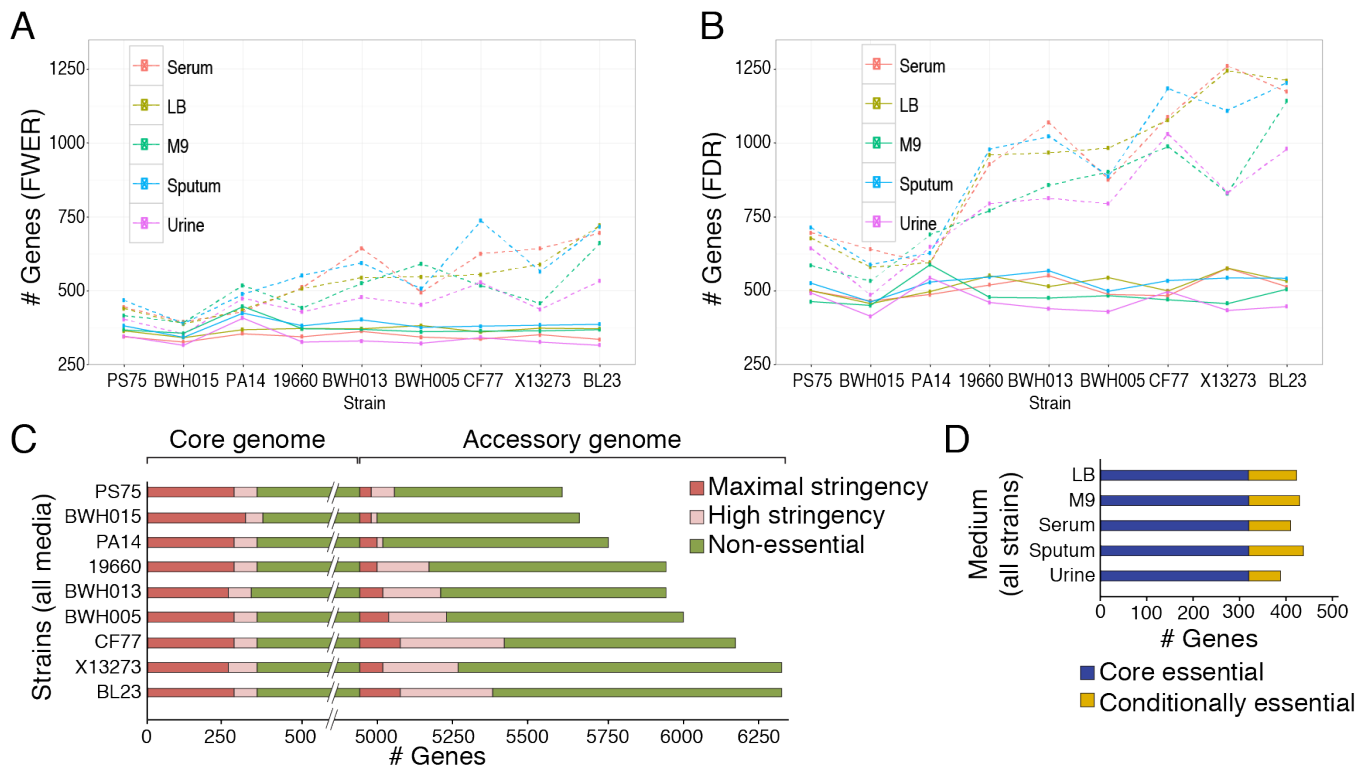 A
# Genes (FWER)
1250
1000
750
500
250
Serum
LB
M9
Sputum
Urine
PS75 BWH015 PA14 19660 BWH013 BWH005 CF77 X13273 BL23
Strain
B
# Genes (FDR)
1250
1000
750
500
250
Serum
LB
M9
Sputum
Urine
PS75 BWH015 PA14 19660 BWH013 BWH005 CF77 X13273 BL23
Strain
C
Core genome
Accessory genome
Strains (all media)
PS75
BWH015
PA14
19660
BWH013
BWH005
CF77
X13273
BL23
Maximal stringency
High stringency
Non-essential
0 250 500 5000 5250 5500 5750 6000 6250
# Genes
D
Medium
(all strains)
LB
M9
Serum
Sputum
Urine
0 100 200 300 400 500
# Genes
Core essential
Conditionally essential